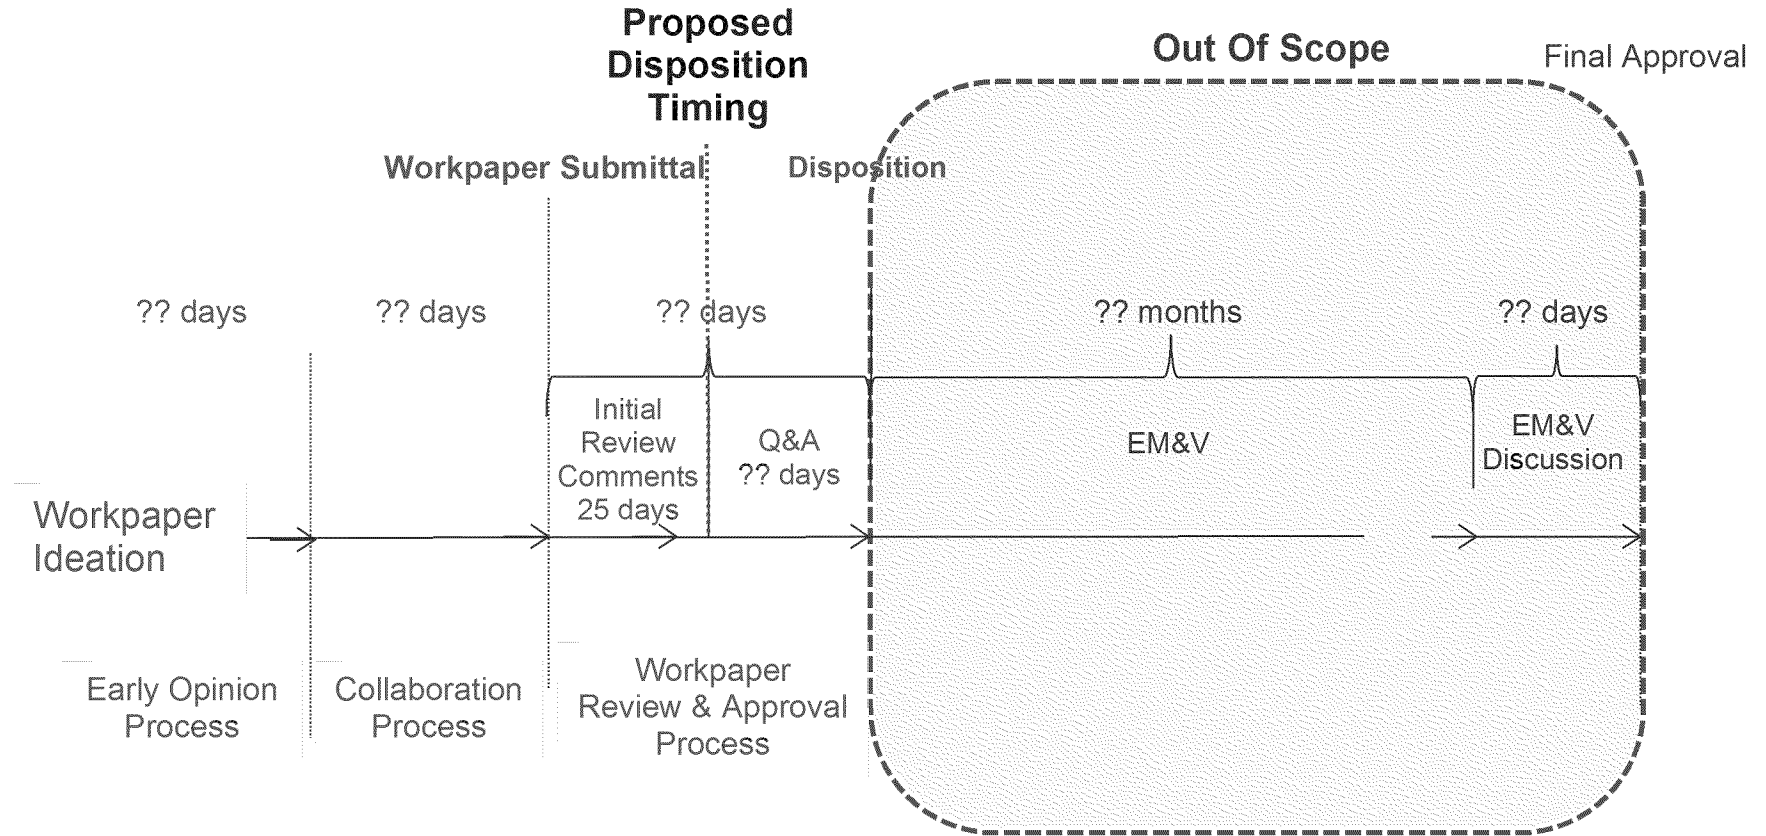 Proposed
Disposition
Timing
Out Of Scope
Final Approval
Workpaper Submittal
Disposition
?? days
?? days
?? days
?? months
?? days
Initial
Review
Comments
25 days
Q&A
?? days
EM&V
EM&V
Discussion
Workpaper
Ideation
Early Opinion
Process
Collaboration
Process
Workpaper
Review & Approval
Process